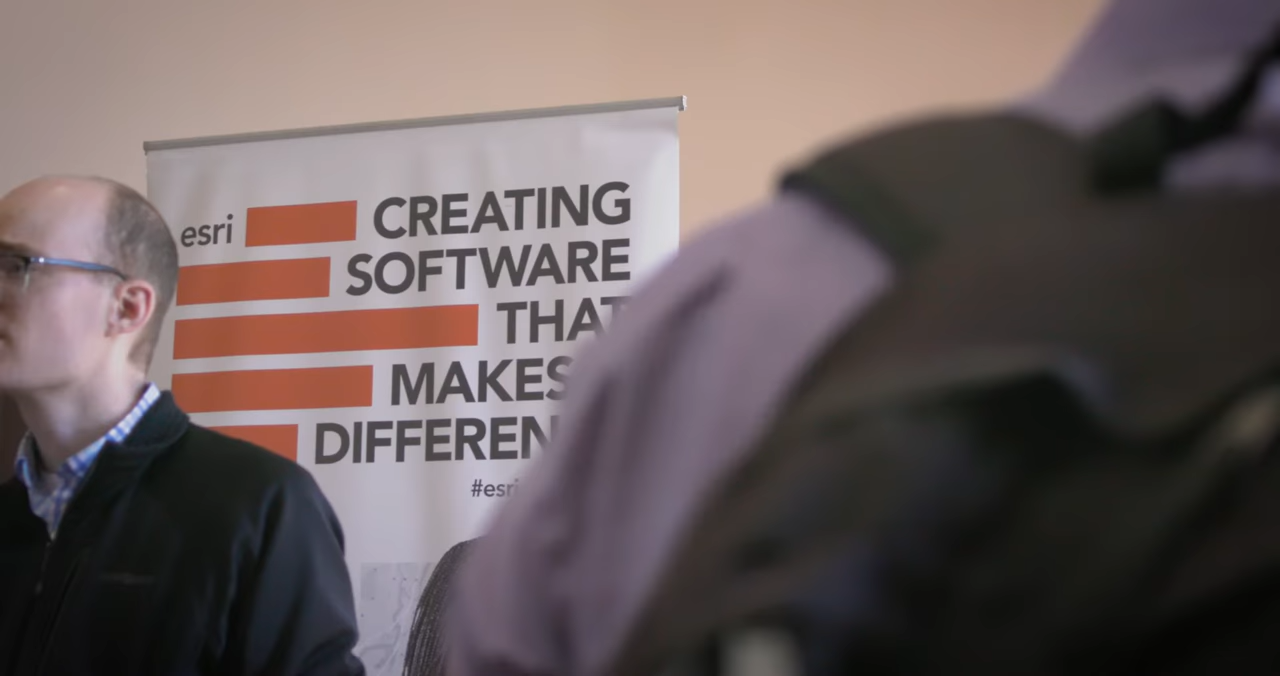 esri CREATING
SOFTWARE
THAT
MAKES
DIFFEREN
#esri